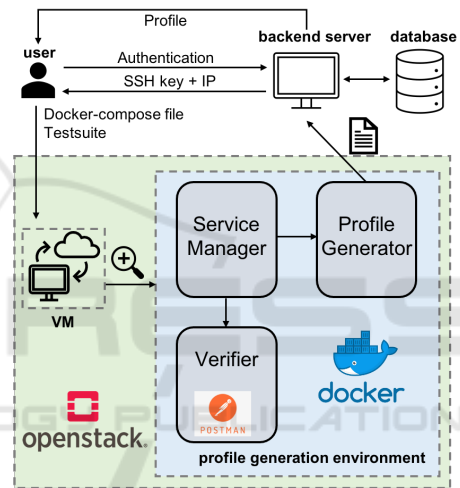 Profile
user
backend server
database
Authentication
SSH key + IP
Docker-compose file
Testsuite
Service
Manager
Profile
Generator
VM
Verifier
POSTMAN
docker
openstack.
profile generation environment